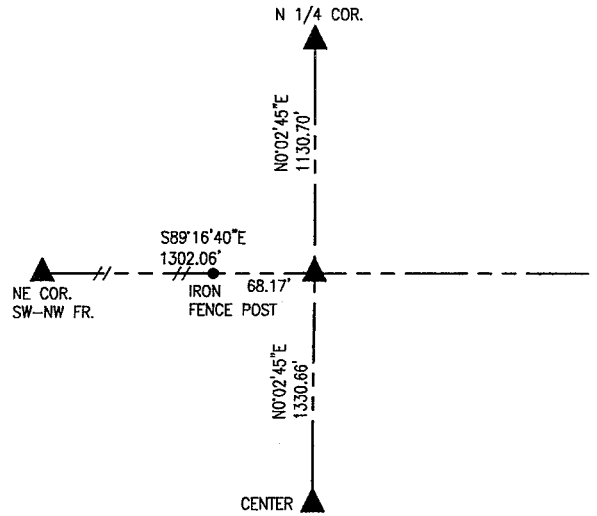 N 1/4 COR.
N0°02'45"E
1130.70'
S89°16'40"E
1302.06'
NE COR.
SW-NW FR.
IRON
FENCE POST
68.17'
N0°02'45"E
1330.66'
CENTER